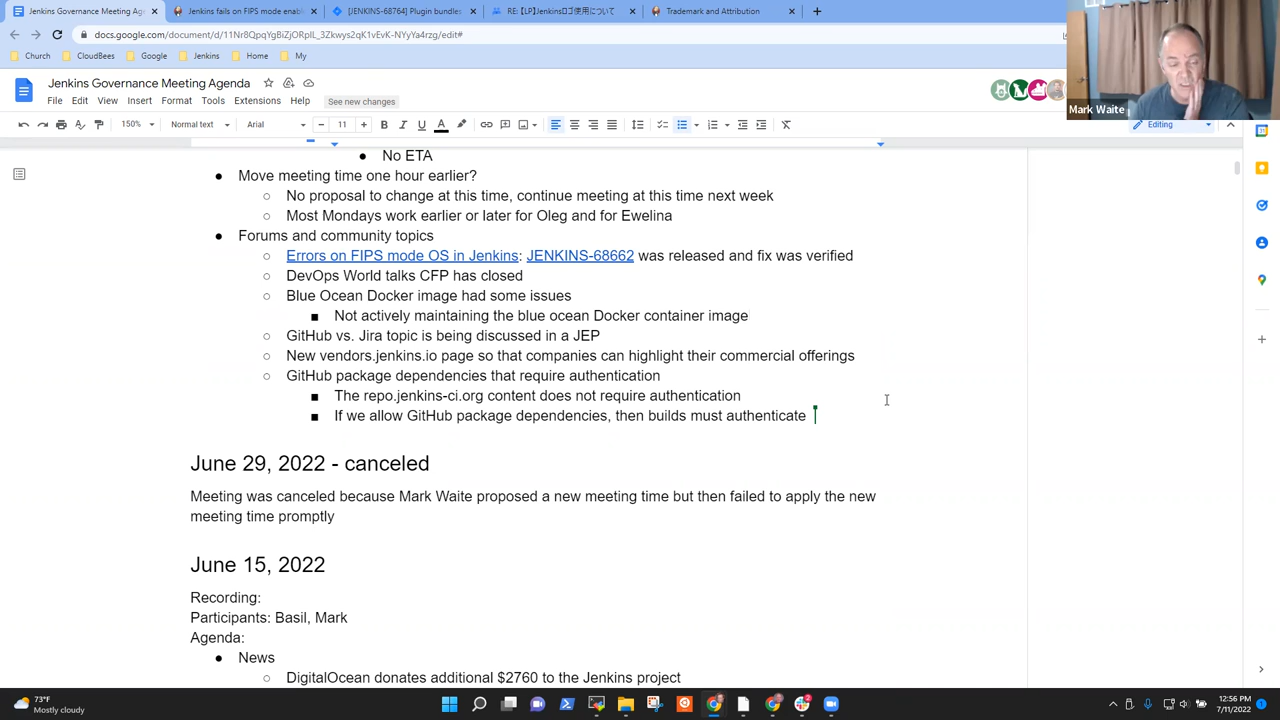 Jenkins Governance Meeting Age
Jenkins fails on FIPS mode enabl
[JENKINS-68764] Plugin bundles
RE:【LP】Jenkinsロゴ使用について
Trademark and Attribution
docs.google.com/document/d/11Nr8QpqYgBiZjORpIL_3Zkwys2qK1vEvK-NYyYa4rzg/edit#
Church
CloudBees
Google
Jenkins
Home
My
Jenkins Governance Meeting Agenda
File Edit View Insert Format Tools Extensions Help See new changes
150% Normal text Arial 11 Editing
Mark Waite
No ETA
Move meeting time one hour earlier?
No proposal to change at this time, continue meeting at this time next week
Most Mondays work earlier or later for Oleg and for Ewelina
Forums and community topics
Errors on FIPS mode OS in Jenkins: JENKINS-68662 was released and fix was verified
DevOps World talks CFP has closed
Blue Ocean Docker image had some issues
Not actively maintaining the blue ocean Docker container image
GitHub vs. Jira topic is being discussed in a JEP
New vendors.jenkins.io page so that companies can highlight their commercial offerings
GitHub package dependencies that require authentication
The repo.jenkins-ci.org content does not require authentication
If we allow GitHub package dependencies, then builds must authenticate
June 29, 2022 - canceled
Meeting was canceled because Mark Waite proposed a new meeting time but then failed to apply the new
meeting time promptly
June 15, 2022
Recording:
Participants: Basil, Mark
Agenda:
News
DigitalOcean donates additional $2760 to the Jenkins project
73°F
Mostly cloudy
12:56 PM
7/11/2022